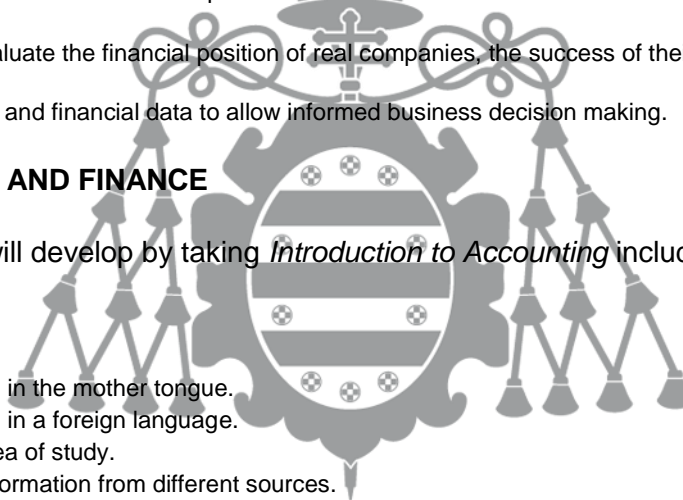 aluate the financial position of real companies, the success of the
and financial data to allow informed business decision making.
AND FINANCE
will develop by taking Introduction to Accounting includ
in the mother tongue.
in a foreign language.
ea of study.
ormation from different sources.